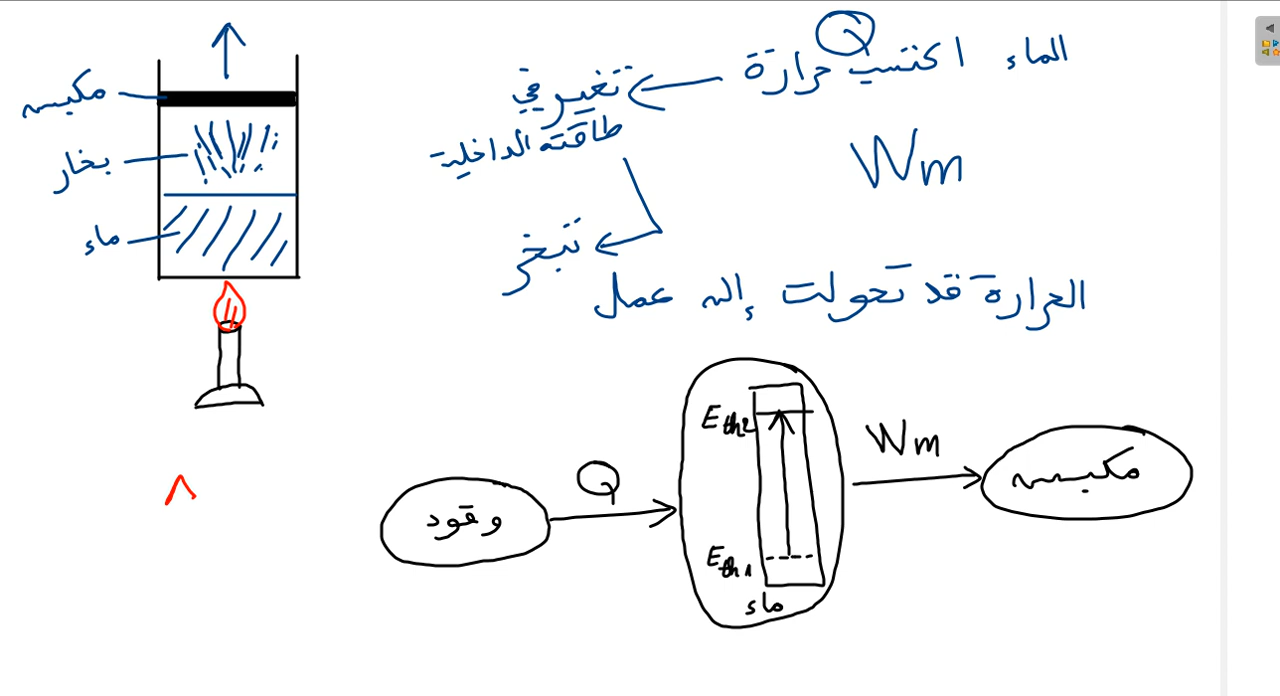 الماء اكتسب حرارة Q
تغير في
طاقته الداخلية
Wm
تتبخر
الحرارة قد تحولت إلى عمل
مكبس
بخار
ماء
وقود
Q
Eth2
Eth1
ماء
Wm
مكبس